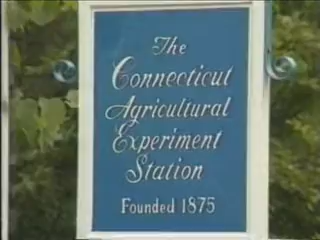 The
Connecticut
Agricultural
Experiment
Station
Founded 1875